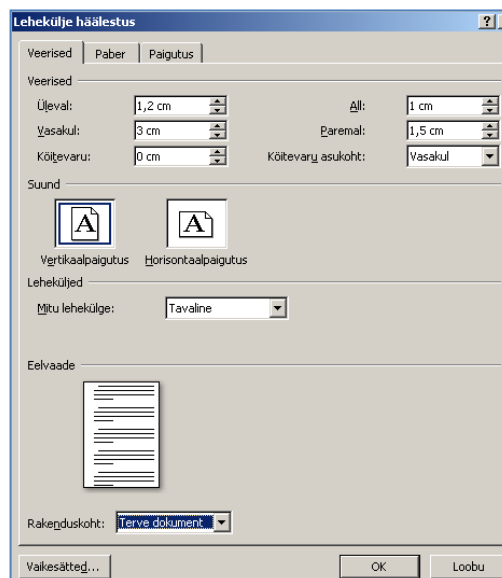 Lehekülje häälestus
Veerised Paber Paigutus
Veerised
Üleval: 1,2 cm All: 1 cm
Vasakul: 3 cm Paremal: 1,5 cm
Köitevaru: 0 cm Köitevaru asukoht: Vasakul
Suund
A A
Vertikaalpaigutus Horisontaalpaigutus
Leheküljed
Mitu lehekülge: Tavaline
Eelvaade
Rakenduskoht: Terve dokument
Vaikesätted... OK Loobu